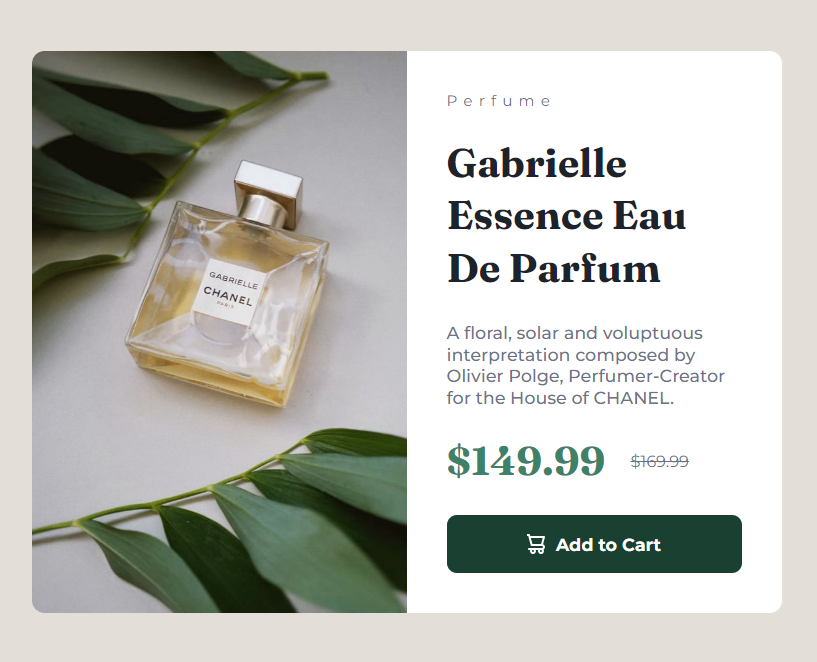 GABRIELLE
CHANEL
PARIS
Perfume
Gabrielle
Essence Eau
De Parfum
A floral, solar and voluptuous
interpretation composed by
Olivier Polge, Perfumer-Creator
for the House of CHANEL.
$149.99 $169.99
Add to Cart